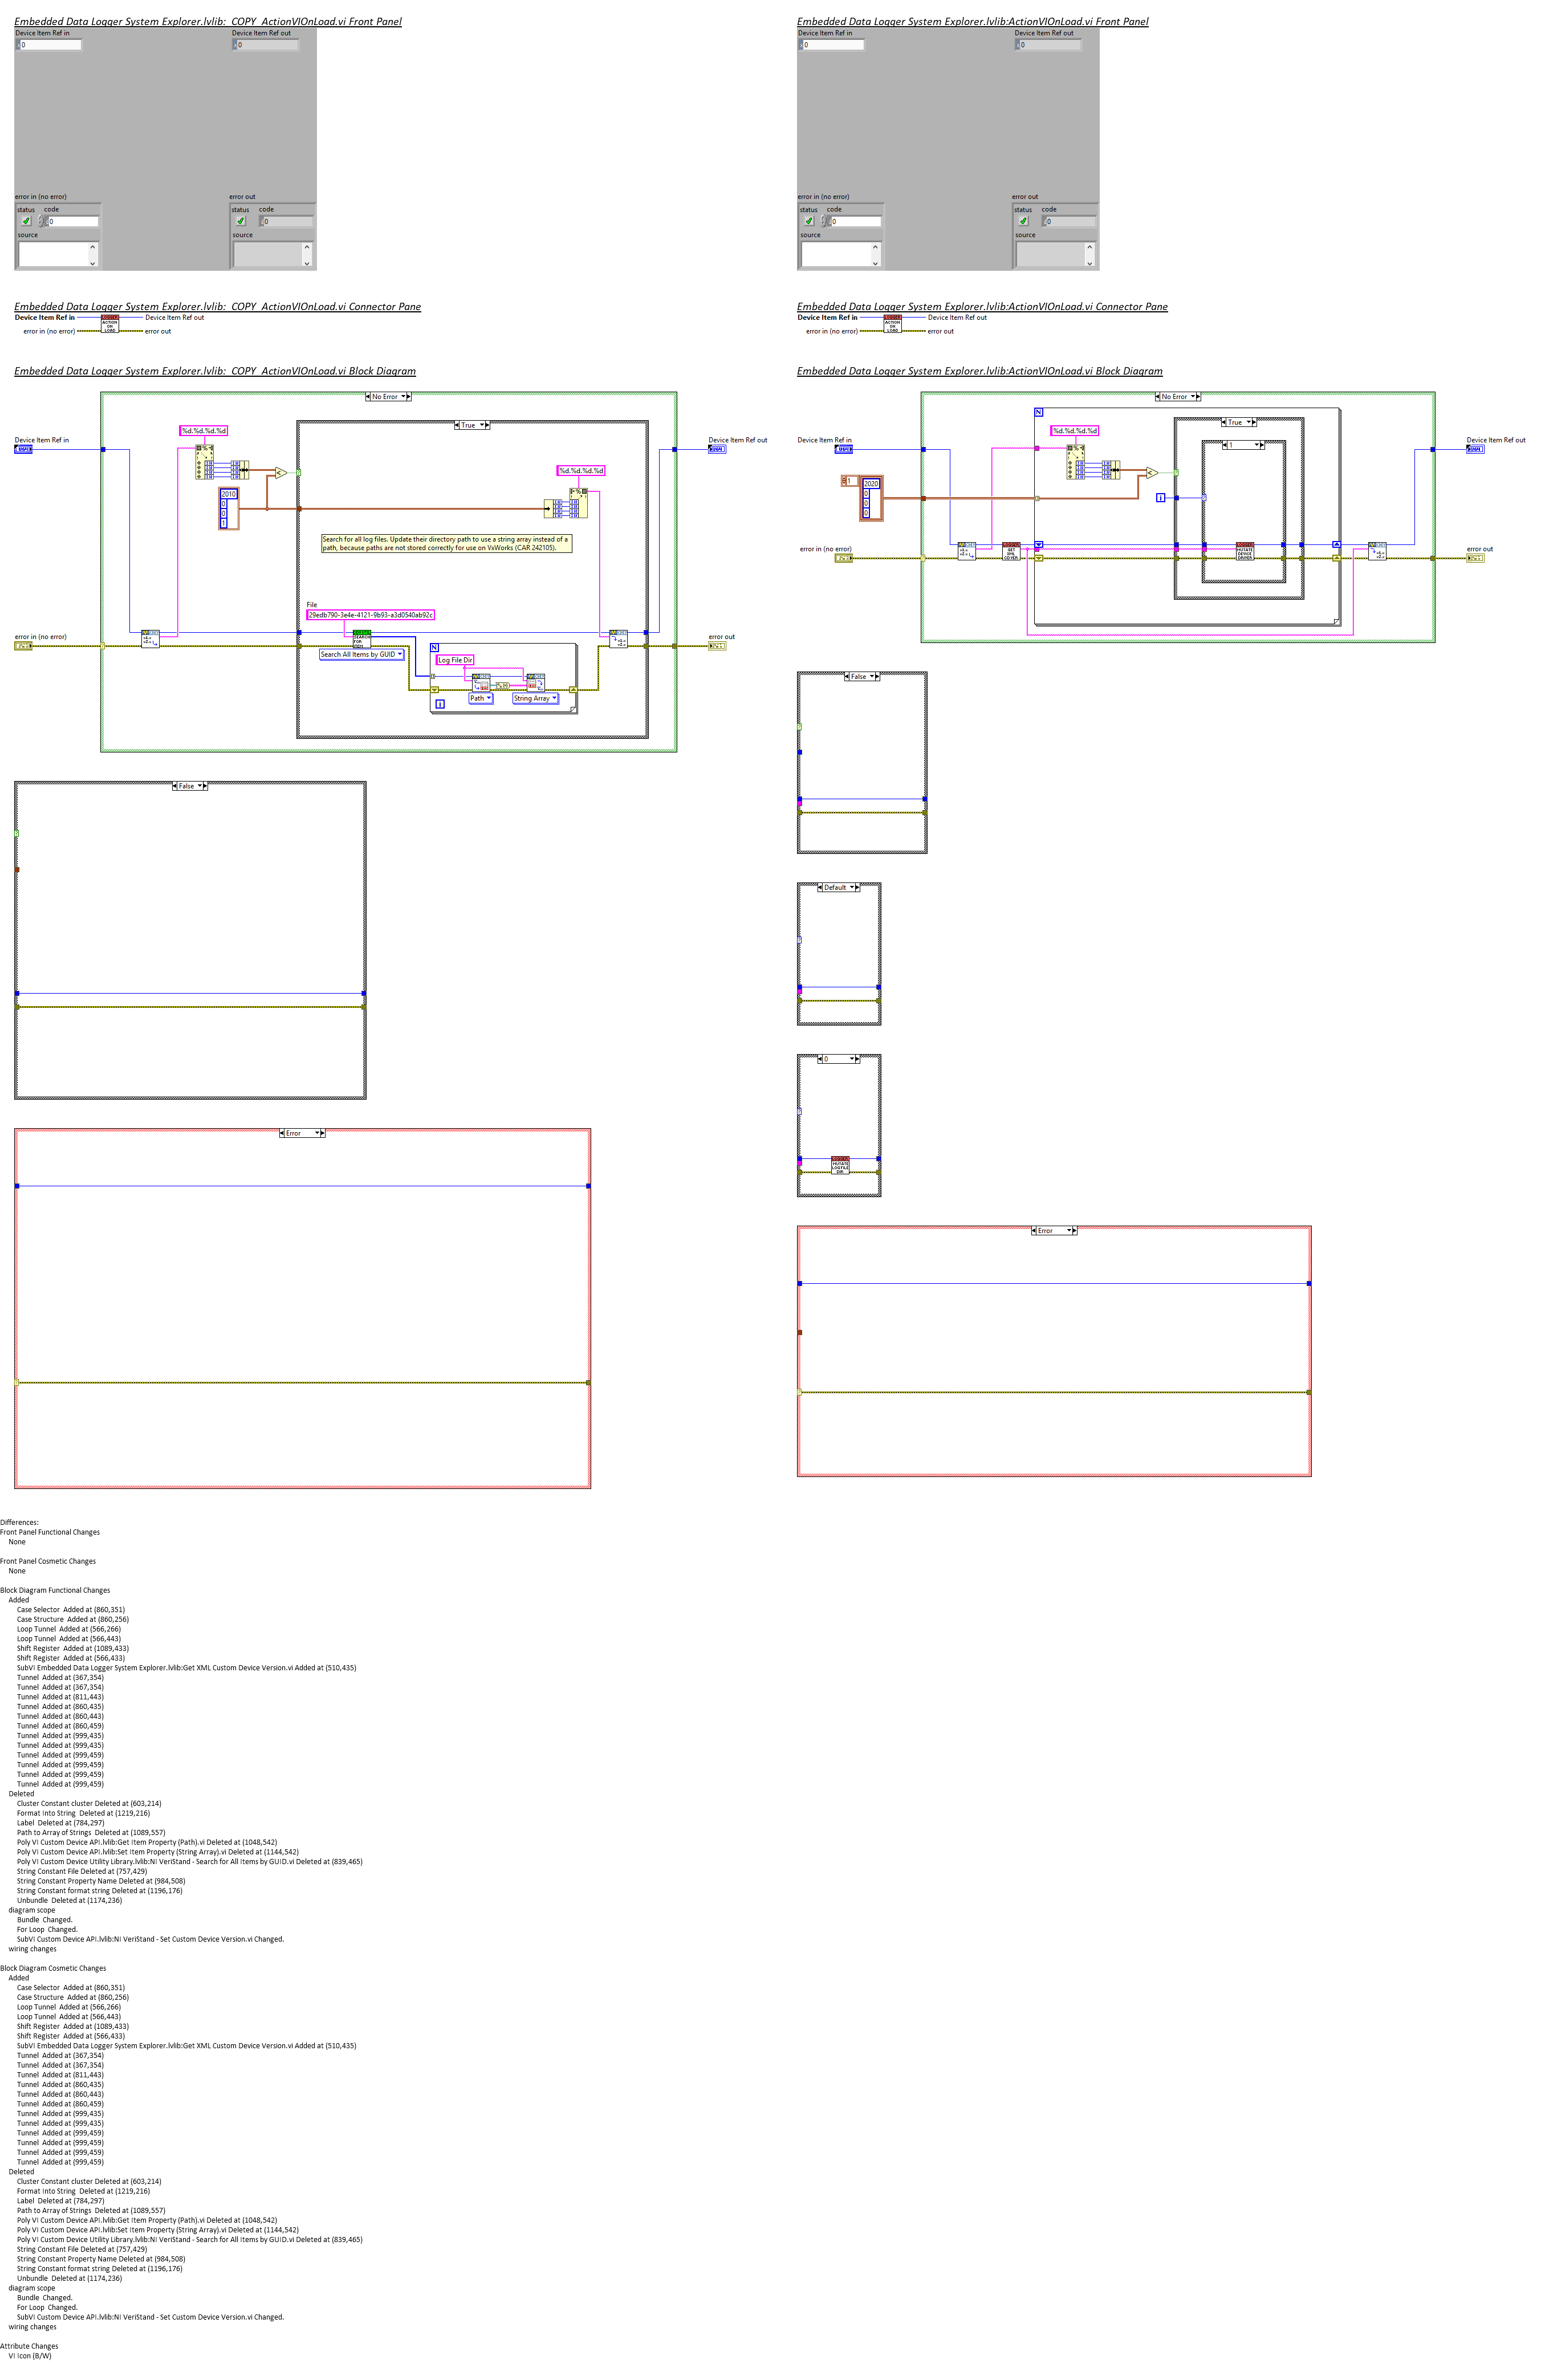 Embedded Data Logger System Explorer.lvlib:_COPY_ActionVIOnLoad.vi Front Panel
Device Item Ref in
Device Item Ref out
0
0
error in (no error)
error out
status code
status code
0
0
source
source
Embedded Data Logger System Explorer.lvlib:_COPY_ActionVIOnLoad.vi Connector Pane
Device Item Ref in
Device Item Ref out
LOGGER
ACTION
ON
LOAD
error in (no error)
error out
Embedded Data Logger System Explorer.lvlib:_COPY_ActionVIOnLoad.vi Block Diagram
No Error
True
%d.%d.%d.%d
Device Item Ref in
Device Item Ref out
%d.%d.%d.%d
2010
0
0
1
Search for all log files. Update their directory path to use a string array instead of a
path, because paths are not stored correctly for use on VxWorks (CAR 242105).
File
29edb790-3e4e-4121-9b93-a3d0540ab92c
error in (no error)
error out
Search All Items by GUID
N
Log File Dir
Path
String Array
i
False
Error
Embedded Data Logger System Explorer.lvlib:ActionVIOnLoad.vi Front Panel
Device Item Ref in
Device Item Ref out
0
0
error in (no error)
error out
status code
status code
0
0
source
source
Embedded Data Logger System Explorer.lvlib:ActionVIOnLoad.vi Connector Pane
Device Item Ref in
Device Item Ref out
LOGGER
ACTION
ON
LOAD
error in (no error)
error out
Embedded Data Logger System Explorer.lvlib:ActionVIOnLoad.vi Block Diagram
No Error
N
True
%d.%d.%d.%d
Device Item Ref in
1
Device Item Ref out
1
2020
0
0
0
i
error in (no error)
LOGGER
MUTATE
DEVICE
DRIVER
error out
False
Default
0
LOGGER
MUTATE
LOG FILE
DIR
Error
Differences:
Front Panel Functional Changes
None
Front Panel Cosmetic Changes
None
Block Diagram Functional Changes
Added
Case Selector Added at (860,351)
Case Structure Added at (860,256)
Loop Tunnel Added at (566,266)
Loop Tunnel Added at (566,443)
Shift Register Added at (1089,433)
Shift Register Added at (566,433)
SubVI Embedded Data Logger System Explorer.lvlib:Get XML Custom Device Version.vi Added at (510,435)
Tunnel Added at (367,354)
Tunnel Added at (367,354)
Tunnel Added at (811,443)
Tunnel Added at (860,435)
Tunnel Added at (860,443)
Tunnel Added at (860,459)
Tunnel Added at (999,435)
Tunnel Added at (999,435)
Tunnel Added at (999,459)
Tunnel Added at (999,459)
Tunnel Added at (999,459)
Tunnel Added at (999,459)
Deleted
Cluster Constant cluster Deleted at (603,214)
Format Into String Deleted at (1219,216)
Label Deleted at (784,297)
Path to Array of Strings Deleted at (1089,557)
Poly VI Custom Device API.lvlib:Get Item Property (Path).vi Deleted at (1048,542)
Poly VI Custom Device API.lvlib:Set Item Property (String Array).vi Deleted at (1144,542)
Poly VI Custom Device Utility Library.lvlib:NI VeriStand - Search for All Items by GUID.vi Deleted at (839,465)
String Constant File Deleted at (757,429)
String Constant Property Name Deleted at (984,508)
String Constant format string Deleted at (1196,176)
Unbundle Deleted at (1174,236)
diagram scope
Bundle Changed.
For Loop Changed.
SubVI Custom Device API.lvlib:NI VeriStand - Set Custom Device Version.vi Changed.
wiring changes
Block Diagram Cosmetic Changes
Added
Case Selector Added at (860,351)
Case Structure Added at (860,256)
Loop Tunnel Added at (566,266)
Loop Tunnel Added at (566,443)
Shift Register Added at (1089,433)
Shift Register Added at (566,433)
SubVI Embedded Data Logger System Explorer.lvlib:Get XML Custom Device Version.vi Added at (510,435)
Tunnel Added at (367,354)
Tunnel Added at (367,354)
Tunnel Added at (811,443)
Tunnel Added at (860,435)
Tunnel Added at (860,443)
Tunnel Added at (860,459)
Tunnel Added at (999,435)
Tunnel Added at (999,435)
Tunnel Added at (999,459)
Tunnel Added at (999,459)
Tunnel Added at (999,459)
Tunnel Added at (999,459)
Deleted
Cluster Constant cluster Deleted at (603,214)
Format Into String Deleted at (1219,216)
Label Deleted at (784,297)
Path to Array of Strings Deleted at (1089,557)
Poly VI Custom Device API.lvlib:Get Item Property (Path).vi Deleted at (1048,542)
Poly VI Custom Device API.lvlib:Set Item Property (String Array).vi Deleted at (1144,542)
Poly VI Custom Device Utility Library.lvlib:NI VeriStand - Search for All Items by GUID.vi Deleted at (839,465)
String Constant File Deleted at (757,429)
String Constant Property Name Deleted at (984,508)
String Constant format string Deleted at (1196,176)
Unbundle Deleted at (1174,236)
diagram scope
Bundle Changed.
For Loop Changed.
SubVI Custom Device API.lvlib:NI VeriStand - Set Custom Device Version.vi Changed.
wiring changes
Attribute Changes
VI Icon (B/W)